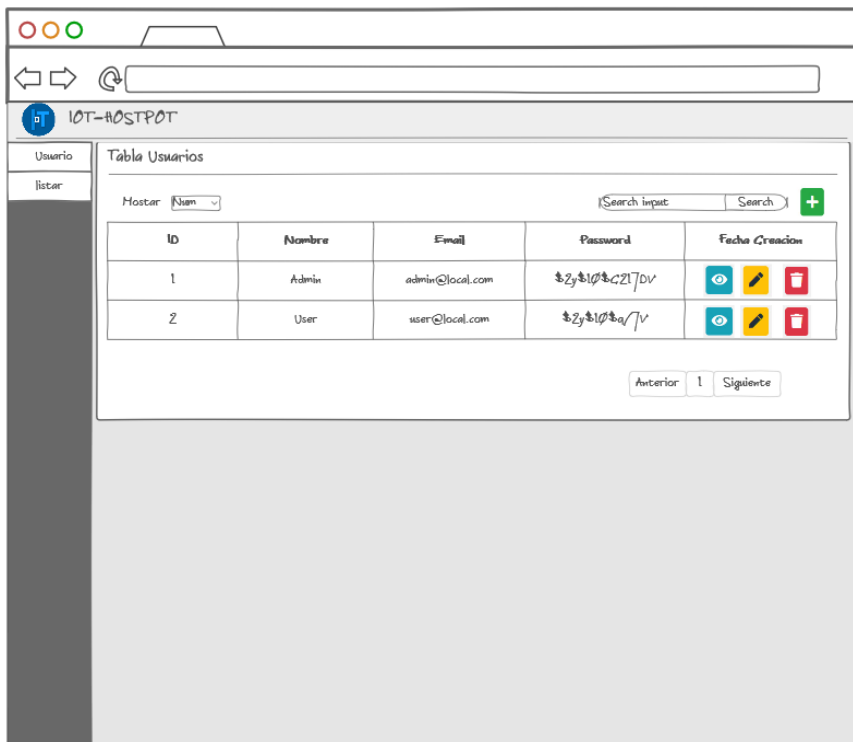 IOT-HOSTPOT
Usuario
listar
Tabla Usuarios
Mostar Num
Search input Search
ID Nombre Email Password Fecha Creacion
1 Admin admin@local.com $2y$10$G217DV
2 User user@local.com $2y$10$a/7V
Anterior 1 Siguiente